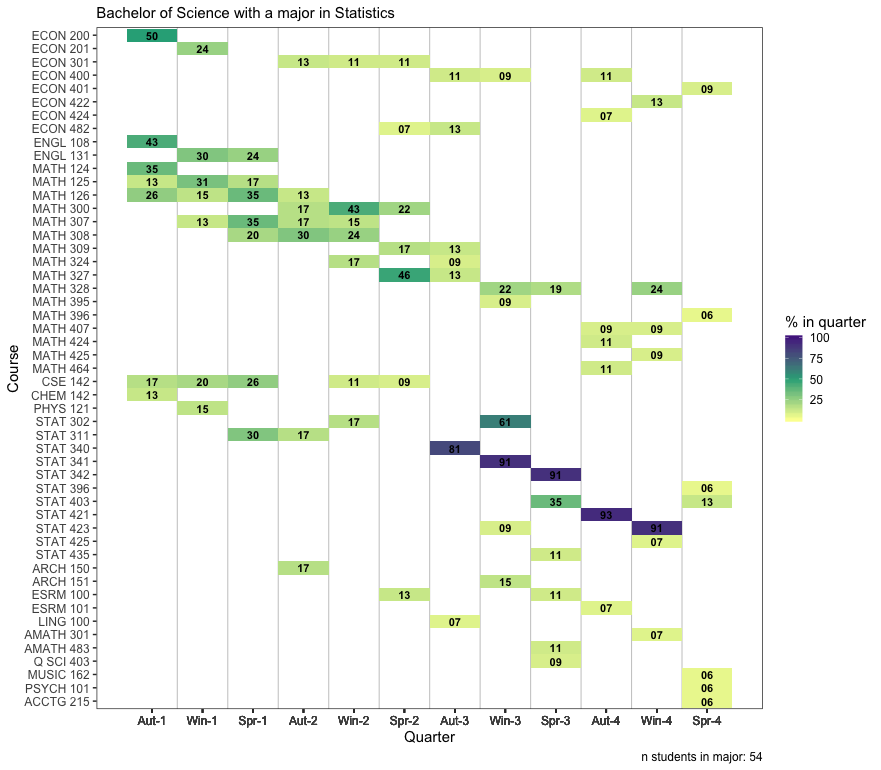 Bachelor of Science with a major in Statistics
ECON 200 50
ECON 201 24
ECON 301 13 11 11
ECON 400 11 09 11
ECON 401 09
ECON 422 13
ECON 424 07
ECON 482 07 13
ENGL 108 43
ENGL 131 30 24
MATH 124 35
MATH 125 13 31 17
MATH 126 26 15 35 13
MATH 300 17 43 22
MATH 307 13 35 17 15
MATH 308 20 30 24
MATH 309 17 13
MATH 324 17 09
MATH 327 46 13
MATH 328 22 19 24
MATH 395 09
MATH 396 06
MATH 407 09 09
MATH 424 11
MATH 425 09
MATH 464 11
CSE 142 17 20 26 11 09
CHEM 142 13
PHYS 121 15
STAT 302 17 61
STAT 311 30 17
STAT 340 81
STAT 341 91
STAT 342 91
STAT 396 06
STAT 403 35 13
STAT 421 93
STAT 423 09 91
STAT 425 07
STAT 435 11
ARCH 150 17
ARCH 151 15
ESRM 100 13 11
ESRM 101 07
LING 100 07
AMATH 301 07
AMATH 483 11
Q SCI 403 09
MUSIC 162 06
PSYCH 101 06
ACCTG 215 06
Course
Aut-1 Win-1 Spr-1 Aut-2 Win-2 Spr-2 Aut-3 Win-3 Spr-3 Aut-4 Win-4 Spr-4
Quarter
% in quarter
100
75
50
25
n students in major: 54